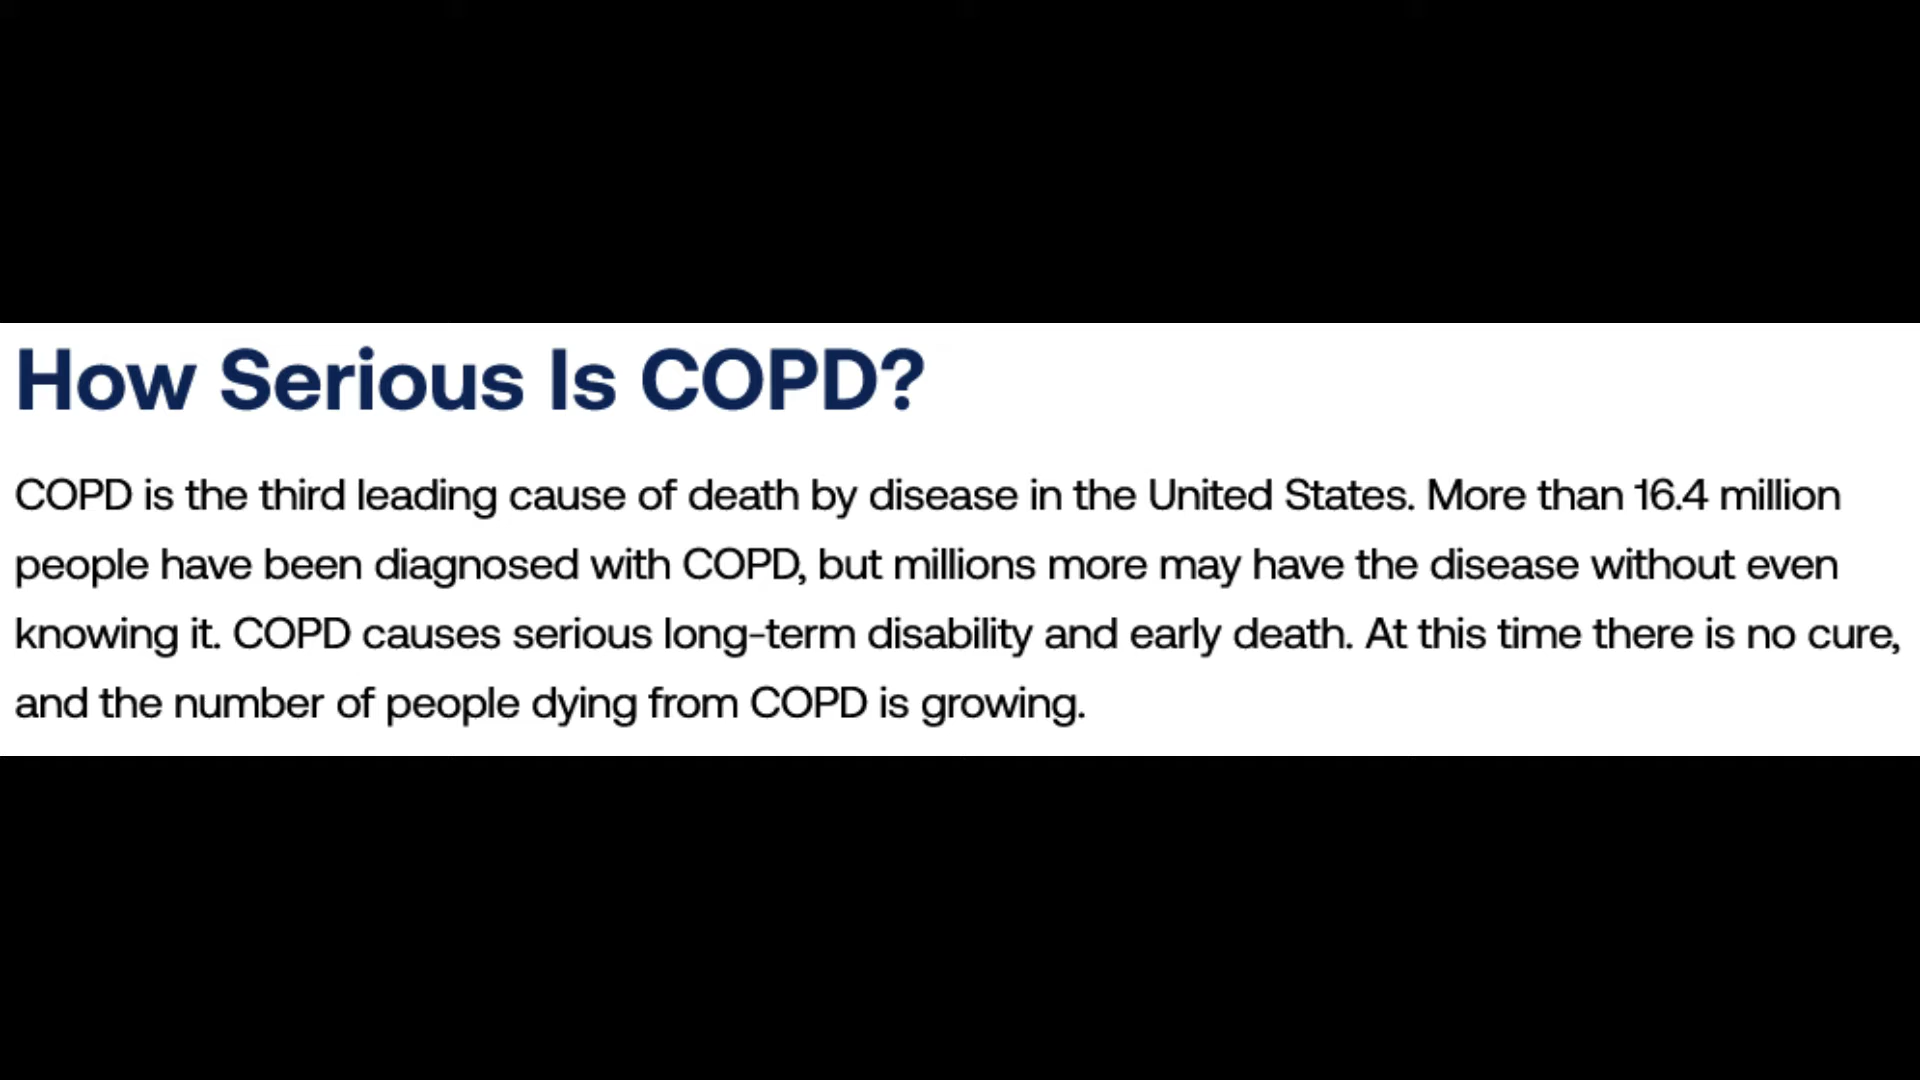 How Serious Is COPD?
COPD is the third leading cause of death by disease in the United States. More than 16.4 million
people have been diagnosed with COPD, but millions more may have the disease without even
knowing it. COPD causes serious long-term disability and early death. At this time there is no cure,
and the number of people dying from COPD is growing.